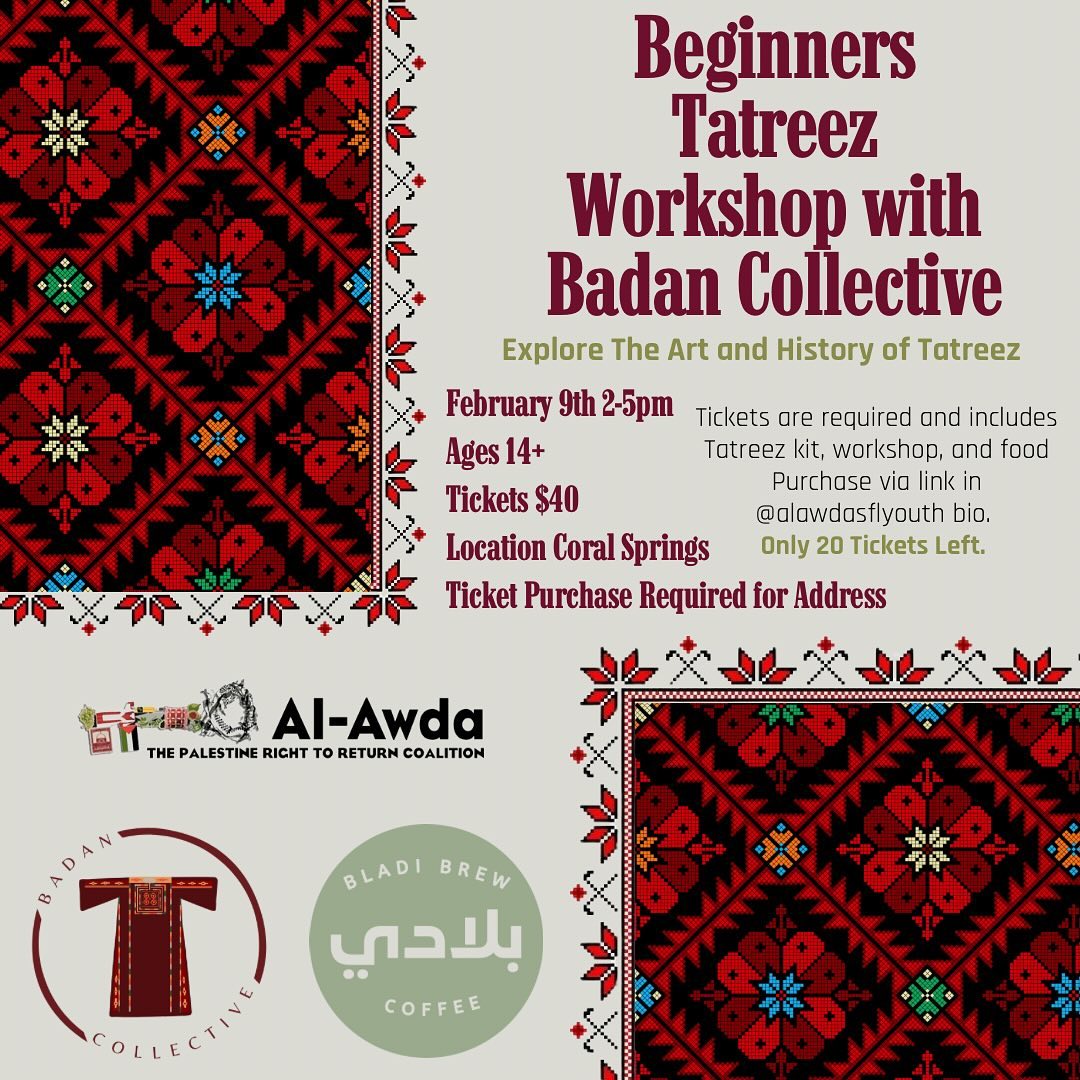 Beginners
Tatreez
Workshop with
Badan Collective
Explore The Art and History of Tatreez
February 9th 2-5pm
Ages 14+
Tickets $40
Location Coral Springs
Ticket Purchase Required for Address
Tickets are required and includes
Tatreez kit, workshop, and food
Purchase via link in
@alawdasflyouth bio.
Only 20 Tickets Left.
Al-Awda
THE PALESTINE RIGHT TO RETURN COALITION
BADAN
COLLECTIVE
BLADI BREW
بلادي
COFFEE